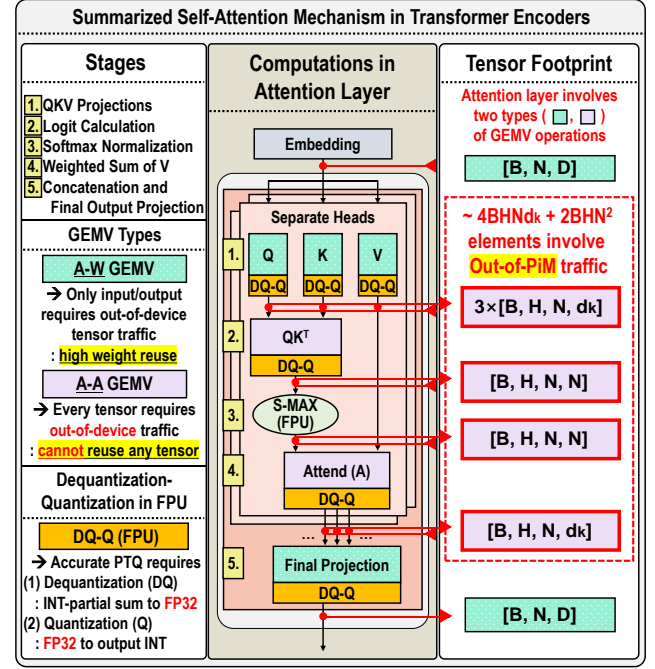 Summarized Self-Attention Mechanism in Transformer Encoders
Stages
1. QKV Projections
2. Logit Calculation
3. Softmax Normalization
4. Weighted Sum of V
5. Concatenation and
Final Output Projection
GEMV Types
A-W GEMV
→ Only input/output
requires out-of-device
tensor traffic
: high weight reuse
A-A GEMV
→ Every tensor requires
out-of-device traffic
: cannot reuse any tensor
Dequantization-
Quantization in FPU
DQ-Q (FPU)
→ Accurate PTQ requires
(1) Dequantization (DQ)
: INT-partial sum to FP32
(2) Quantization (Q)
: FP32 to output INT
Computations in
Attention Layer
Embedding
Separate Heads
1.
Q K V
DQ-Q DQ-Q DQ-Q
2.
QKᵀ
DQ-Q
3.
S-MAX
(FPU)
4.
Attend (A)
DQ-Q
... ...
5.
Final Projection
DQ-Q
Tensor Footprint
Attention layer involves
two types ( , )
of GEMV operations
[B, N, D]
~ 4BHNdk + 2BHN²
elements involve
Out-of-PiM traffic
3×[B, H, N, dk]
[B, H, N, N]
[B, H, N, N]
[B, H, N, dk]
[B, N, D]